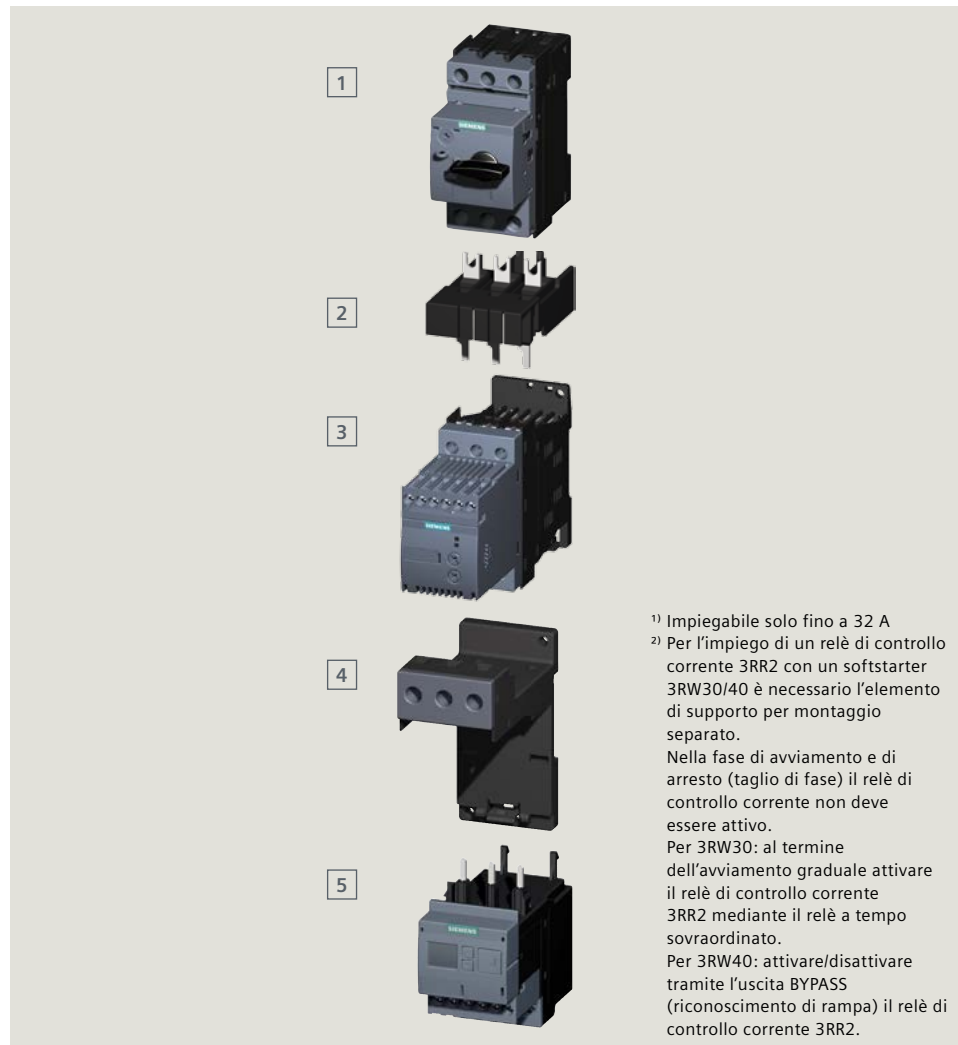 1
SIEMENS
2
3
SIEMENS
4
5
SIEMENS
¹⁾ Impiegabile solo fino a 32 A
²⁾ Per l'impiego di un relè di controllo
corrente 3RR2 con un softstarter
3RW30/40 è necessario l'elemento
di supporto per montaggio
separato.
Nella fase di avviamento e di
arresto (taglio di fase) il relè di
controllo corrente non deve
essere attivo.
Per 3RW30: al termine
dell'avviamento graduale attivare
il relè di controllo corrente
3RR2 mediante il relè a tempo
sovraordinato.
Per 3RW40: attivare/disattivare
tramite l'uscita BYPASS
(riconoscimento di rampa) il relè di
controllo corrente 3RR2.